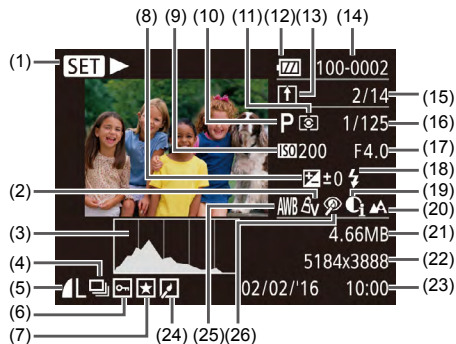 (8) (9) (10) (12)(13) (14)
(11)
(1) SET 100-0002
2/14 (15)
P 1/125 (16)
ISO200 F4.0 (17)
±0 (18)
(19)
(2) AWB Av i (20)
(3) 4.66MB (21)
(4) 5184x3888 (22)
(5) L 02/02/'16 10:00 (23)
(6)
(7) (24) (25)(26)